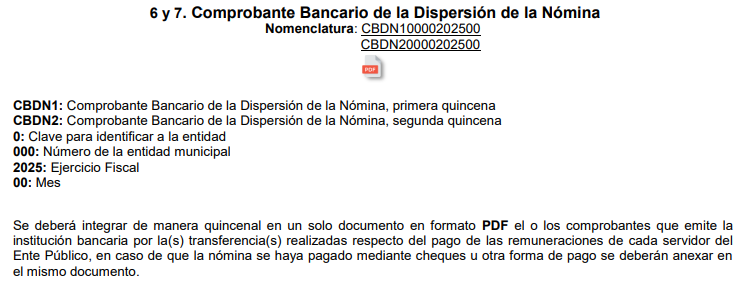 6 y 7. Comprobante Bancario de la Dispersión de la Nómina
Nomenclatura: CBDN10000202500
CBDN20000202500
PDF
CBDN1: Comprobante Bancario de la Dispersión de la Nómina, primera quincena
CBDN2: Comprobante Bancario de la Dispersión de la Nómina, segunda quincena
0: Clave para identificar a la entidad
000: Número de la entidad municipal
2025: Ejercicio Fiscal
00: Mes
Se deberá integrar de manera quincenal en un solo documento en formato PDF el o los comprobantes que emite la
institución bancaria por la(s) transferencia(s) realizadas respecto del pago de las remuneraciones de cada servidor del
Ente Público, en caso de que la nómina se haya pagado mediante cheques u otra forma de pago se deberán anexar en
el mismo documento.